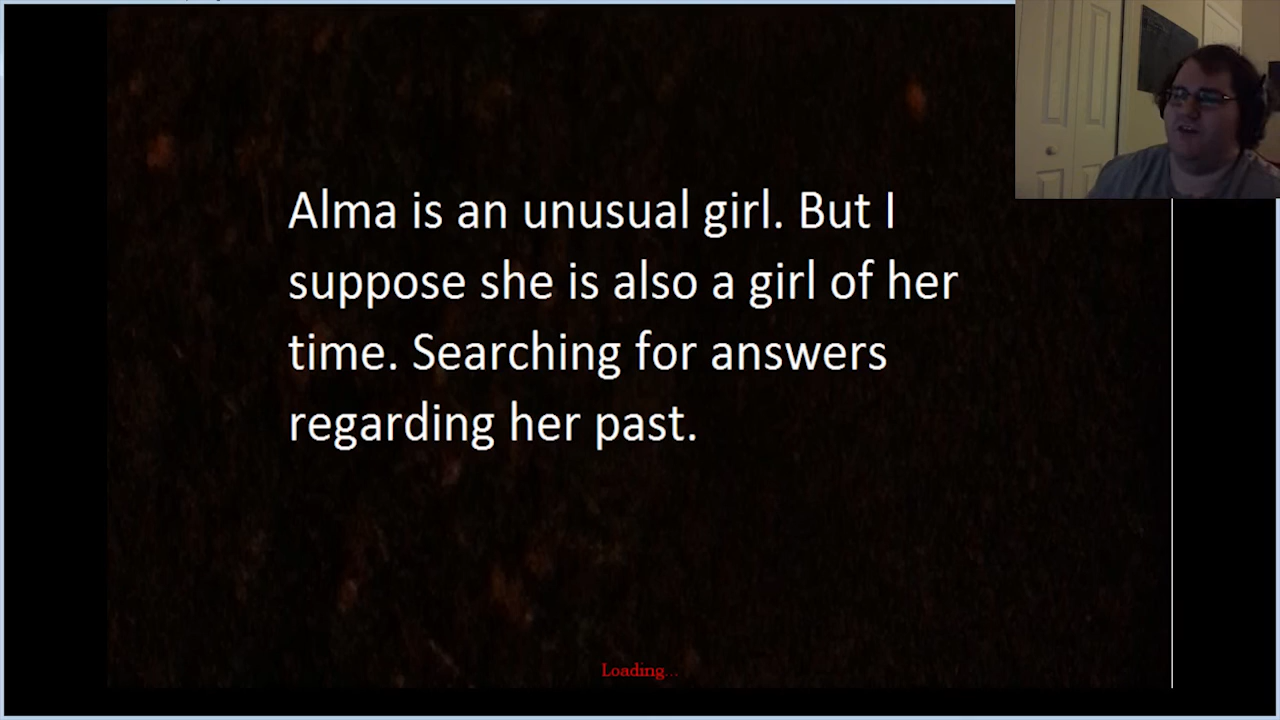 Alma is an unusual girl. But I
suppose she is also a girl of her
time. Searching for answers
regarding her past.
Loading...